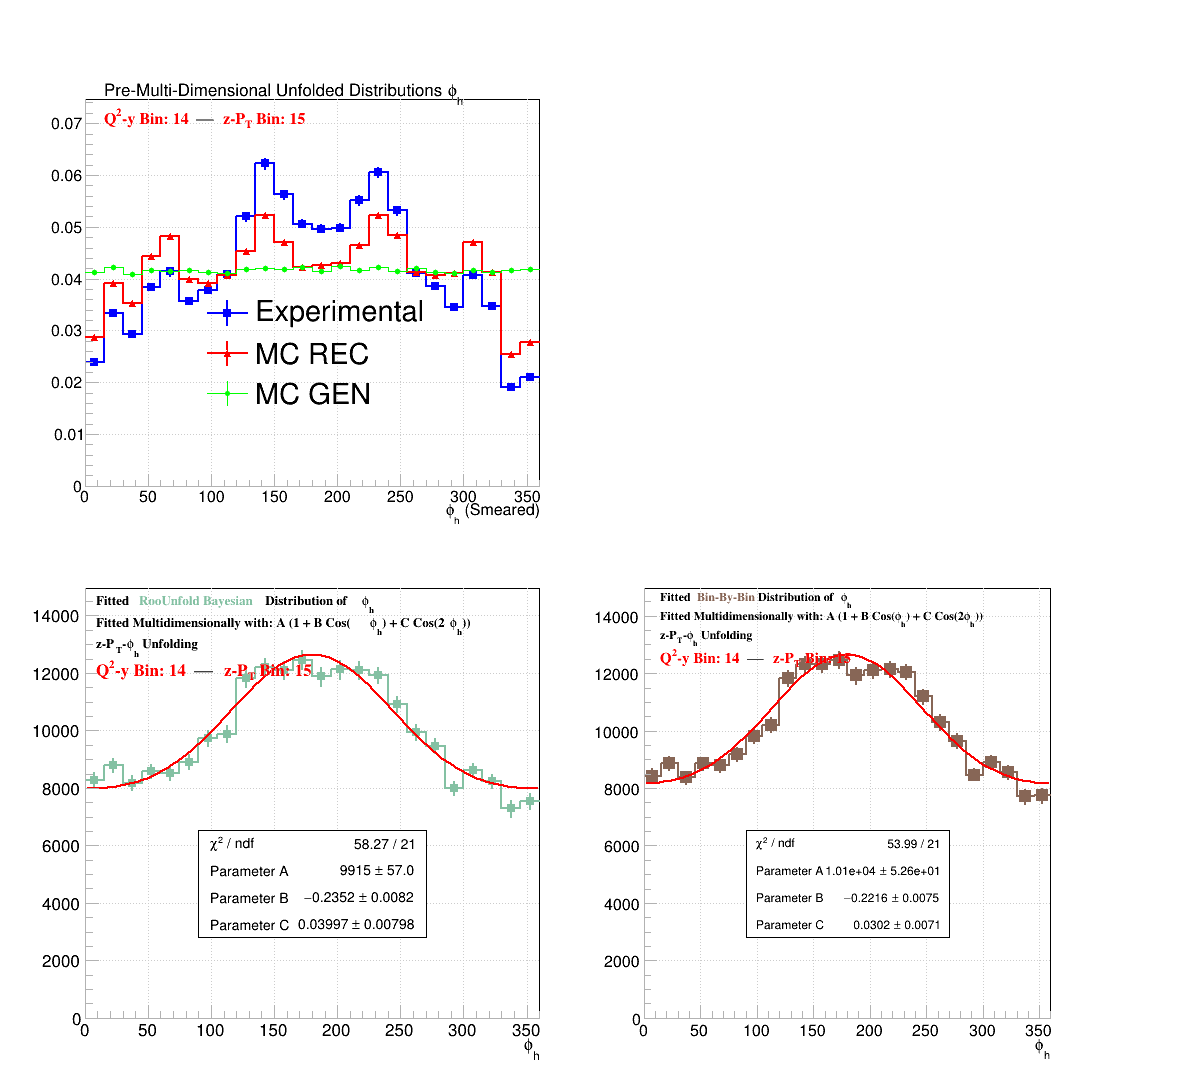 Pre-Multi-Dimensional Unfolded Distributions ϕh
Q2-y Bin: 14 — z-PT Bin: 15
0.07
0.06
0.05
0.04
0.03
0.02
0.01
0
Experimental
MC REC
MC GEN
0 50 100 150 200 250 300 350
ϕh (Smeared)
Fitted RooUnfold Bayesian Distribution of ϕh
Fitted Multidimensionally with: A (1 + B Cos( ϕh) + C Cos(2 ϕh))
z-PT-ϕh Unfolding
Q2-y Bin: 14 — z-PT Bin: 15
14000
12000
10000
8000
6000
4000
2000
0
χ2 / ndf 58.27 / 21
Parameter A 9915 ± 57.0
Parameter B −0.2352 ± 0.0082
Parameter C 0.03997 ± 0.00798
0 50 100 150 200 250 300 350
ϕh
Fitted Bin-By-Bin Distribution of ϕh
Fitted Multidimensionally with: A (1 + B Cos(ϕh) + C Cos(2ϕh))
z-PT-ϕh Unfolding
Q2-y Bin: 14 — z-PT Bin: 15
14000
12000
10000
8000
6000
4000
2000
0
χ2 / ndf 53.99 / 21
Parameter A 1.01e+04 ± 5.26e+01
Parameter B −0.2216 ± 0.0075
Parameter C 0.0302 ± 0.0071
0 50 100 150 200 250 300 350
ϕh